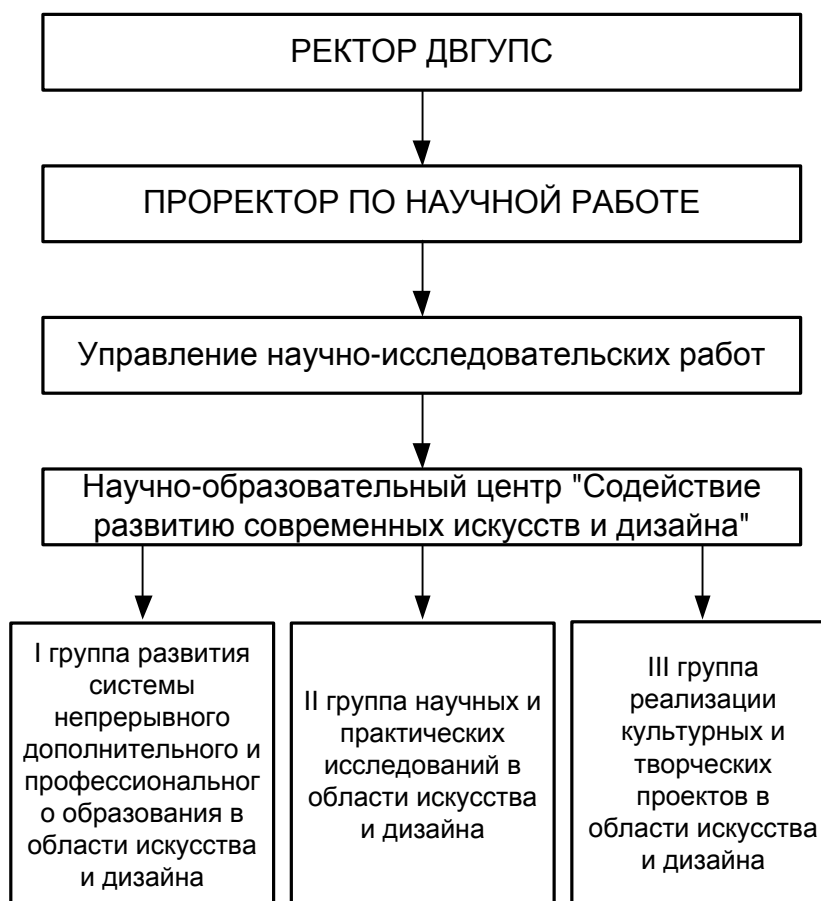 РЕКТОР ДВГУПС
ПРОРЕКТОР ПО НАУЧНОЙ РАБОТЕ
Управление научно-исследовательских работ
Научно-образовательный центр "Содействие
развитию современных искусств и дизайна"
I группа развития
системы
непрерывного
дополнительного и
профессиональног
о образования в
области искусства
и дизайна
II группа научных и
практических
исследований в
области искусства
и дизайна
III группа
реализации
культурных и
творческих
проектов в
области искусства
и дизайна